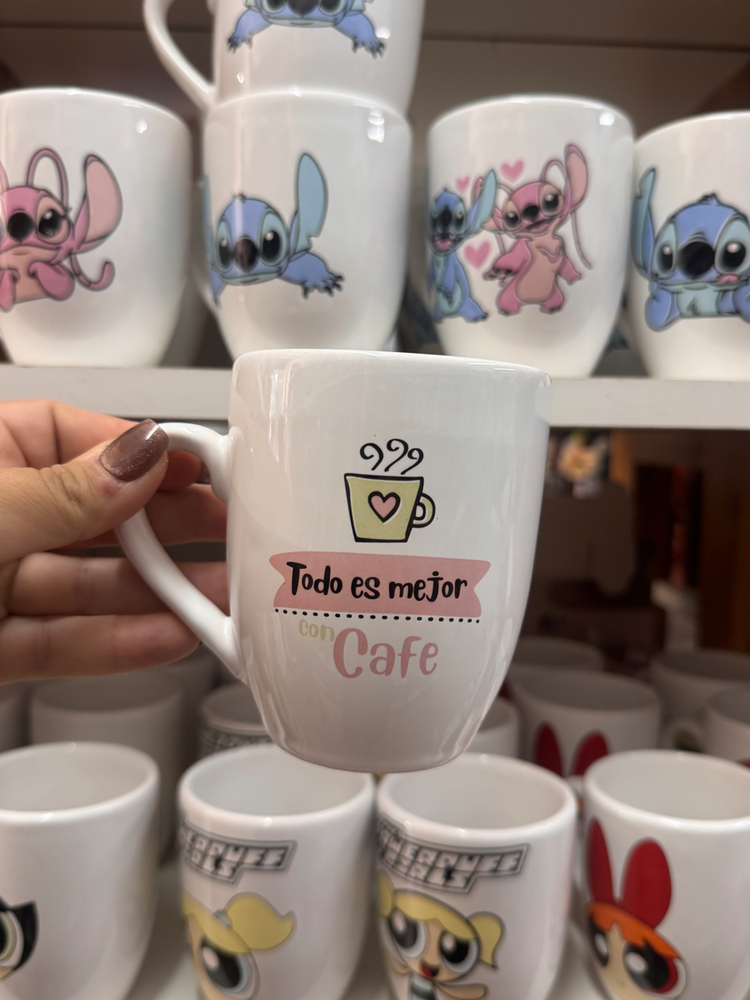 Todo es mejor
con
Cafe